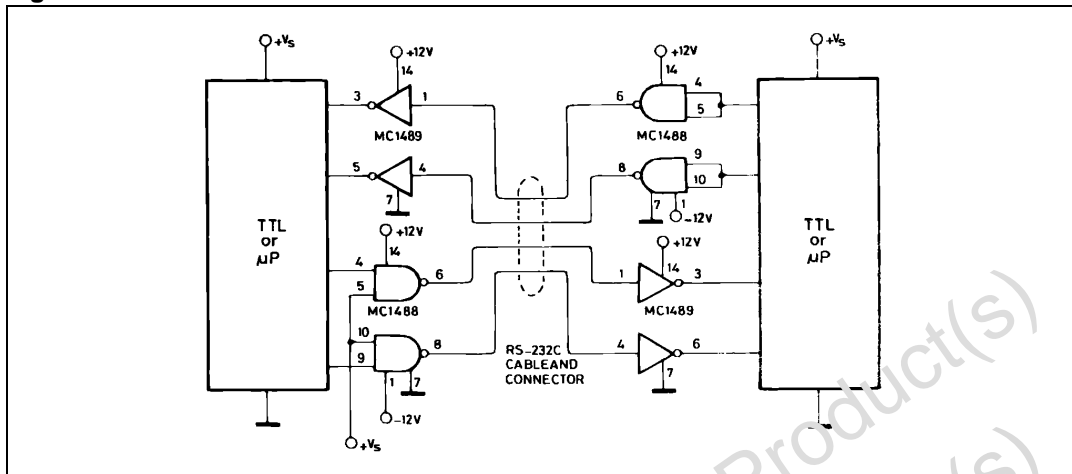 +Vs
+12V
14
3
1
MC1489
5
4
7
TTL
or
µP
+12V
14
4
5
6
MC1488
10
9
8
1
7
-12V
+Vs
RS-232C
CABLEAND
CONNECTOR
+12V
14
6
4
5
MC1488
8
9
10
7
1
-12V
+12V
14
1
3
MC1489
4
6
7
+Vs
TTL
or
µP
Product(s)